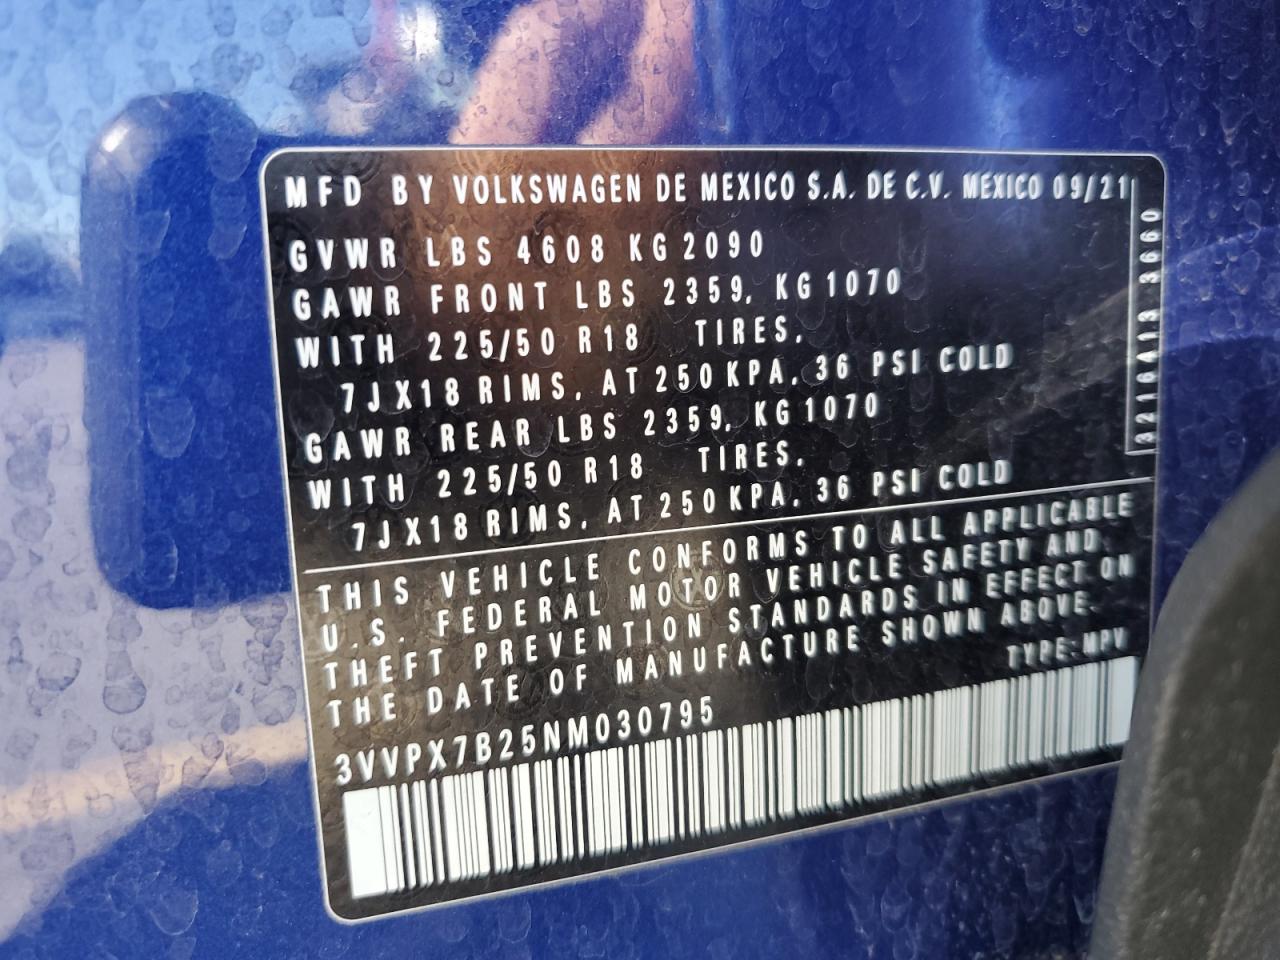 MFD BY VOLKSWAGEN DE MEXICO S.A. DE C.V. MEXICO 09/21
GVWR LBS 4608 KG 2090
GAWR FRONT LBS 2359, KG 1070
WITH 225/50 R18 TIRES,
7JX18 RIMS, AT 250 KPA, 36 PSI COLD
GAWR REAR LBS 2359, KG 1070
WITH 225/50 R18 TIRES,
7JX18 RIMS, AT 250 KPA, 36 PSI COLD
3216413 3660
THIS VEHICLE CONFORMS TO ALL APPLICABLE
U.S. FEDERAL MOTOR VEHICLE SAFETY AND
THEFT PREVENTION STANDARDS IN EFFECT ON
THE DATE OF MANUFACTURE SHOWN ABOVE.
TYPE: MPV
3VVPX7B25NM030795